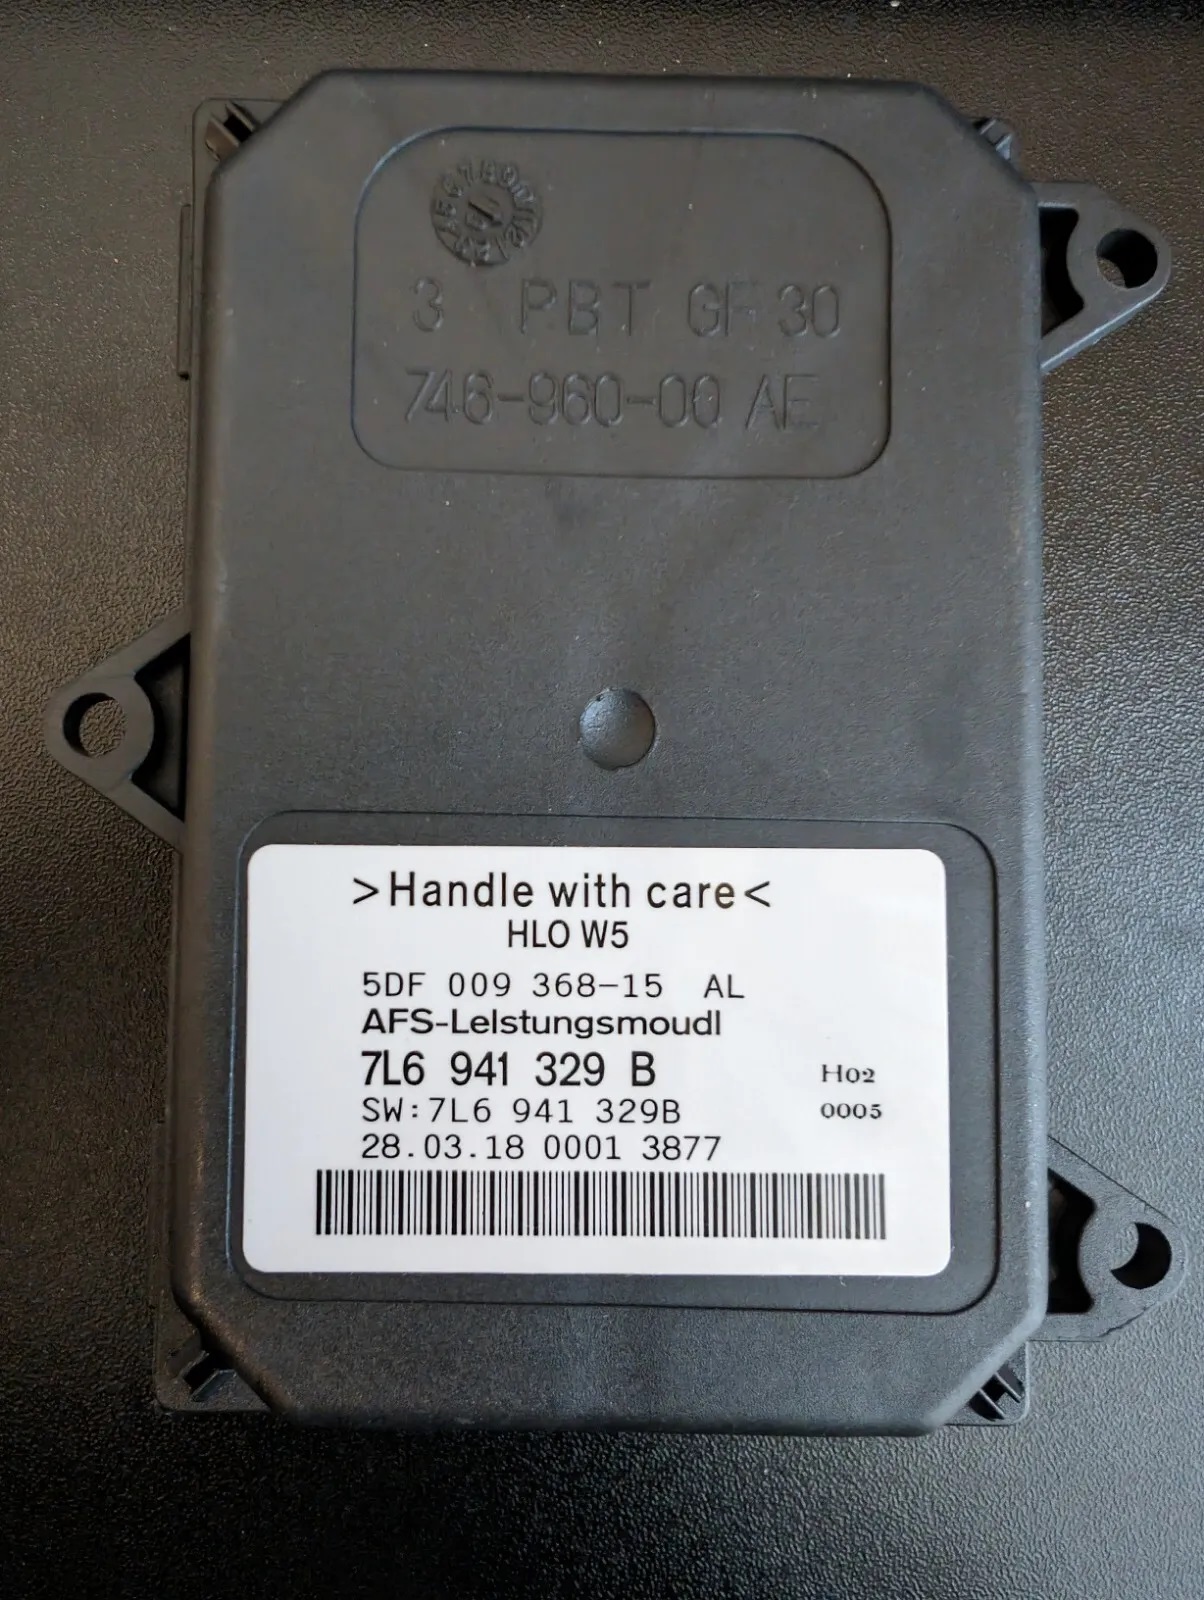 3 PBT GF 30
746-960-00 AE
>Handle with care<
HLO W5
5DF 009 368-15 AL
AFS-Lelstungsmoudl
7L6 941 329 B H02
SW:7L6 941 329B 0005
28.03.18 0001 3877